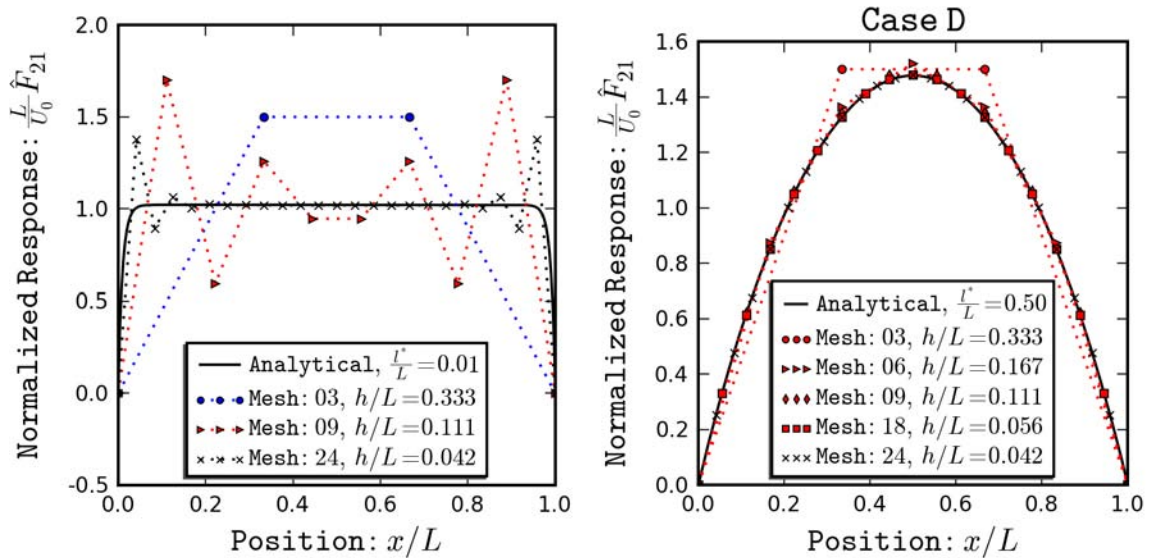 2.0
1.5
1.0
0.5
0.0
-0.5
Normalized Response: L/U₀ F̂₂₁
Analytical, l*/L =0.01
Mesh: 03, h/L=0.333
Mesh: 09, h/L=0.111
Mesh: 24, h/L=0.042
0.0 0.2 0.4 0.6 0.8 1.0
Position: x/L
Case D
1.6
1.4
1.2
1.0
0.8
0.6
0.4
0.2
0.0
Normalized Response: L/U₀ F̂₂₁
Analytical, l*/L =0.50
Mesh: 03, h/L=0.333
Mesh: 06, h/L=0.167
Mesh: 09, h/L=0.111
Mesh: 18, h/L=0.056
Mesh: 24, h/L=0.042
0.0 0.2 0.4 0.6 0.8 1.0
Position: x/L